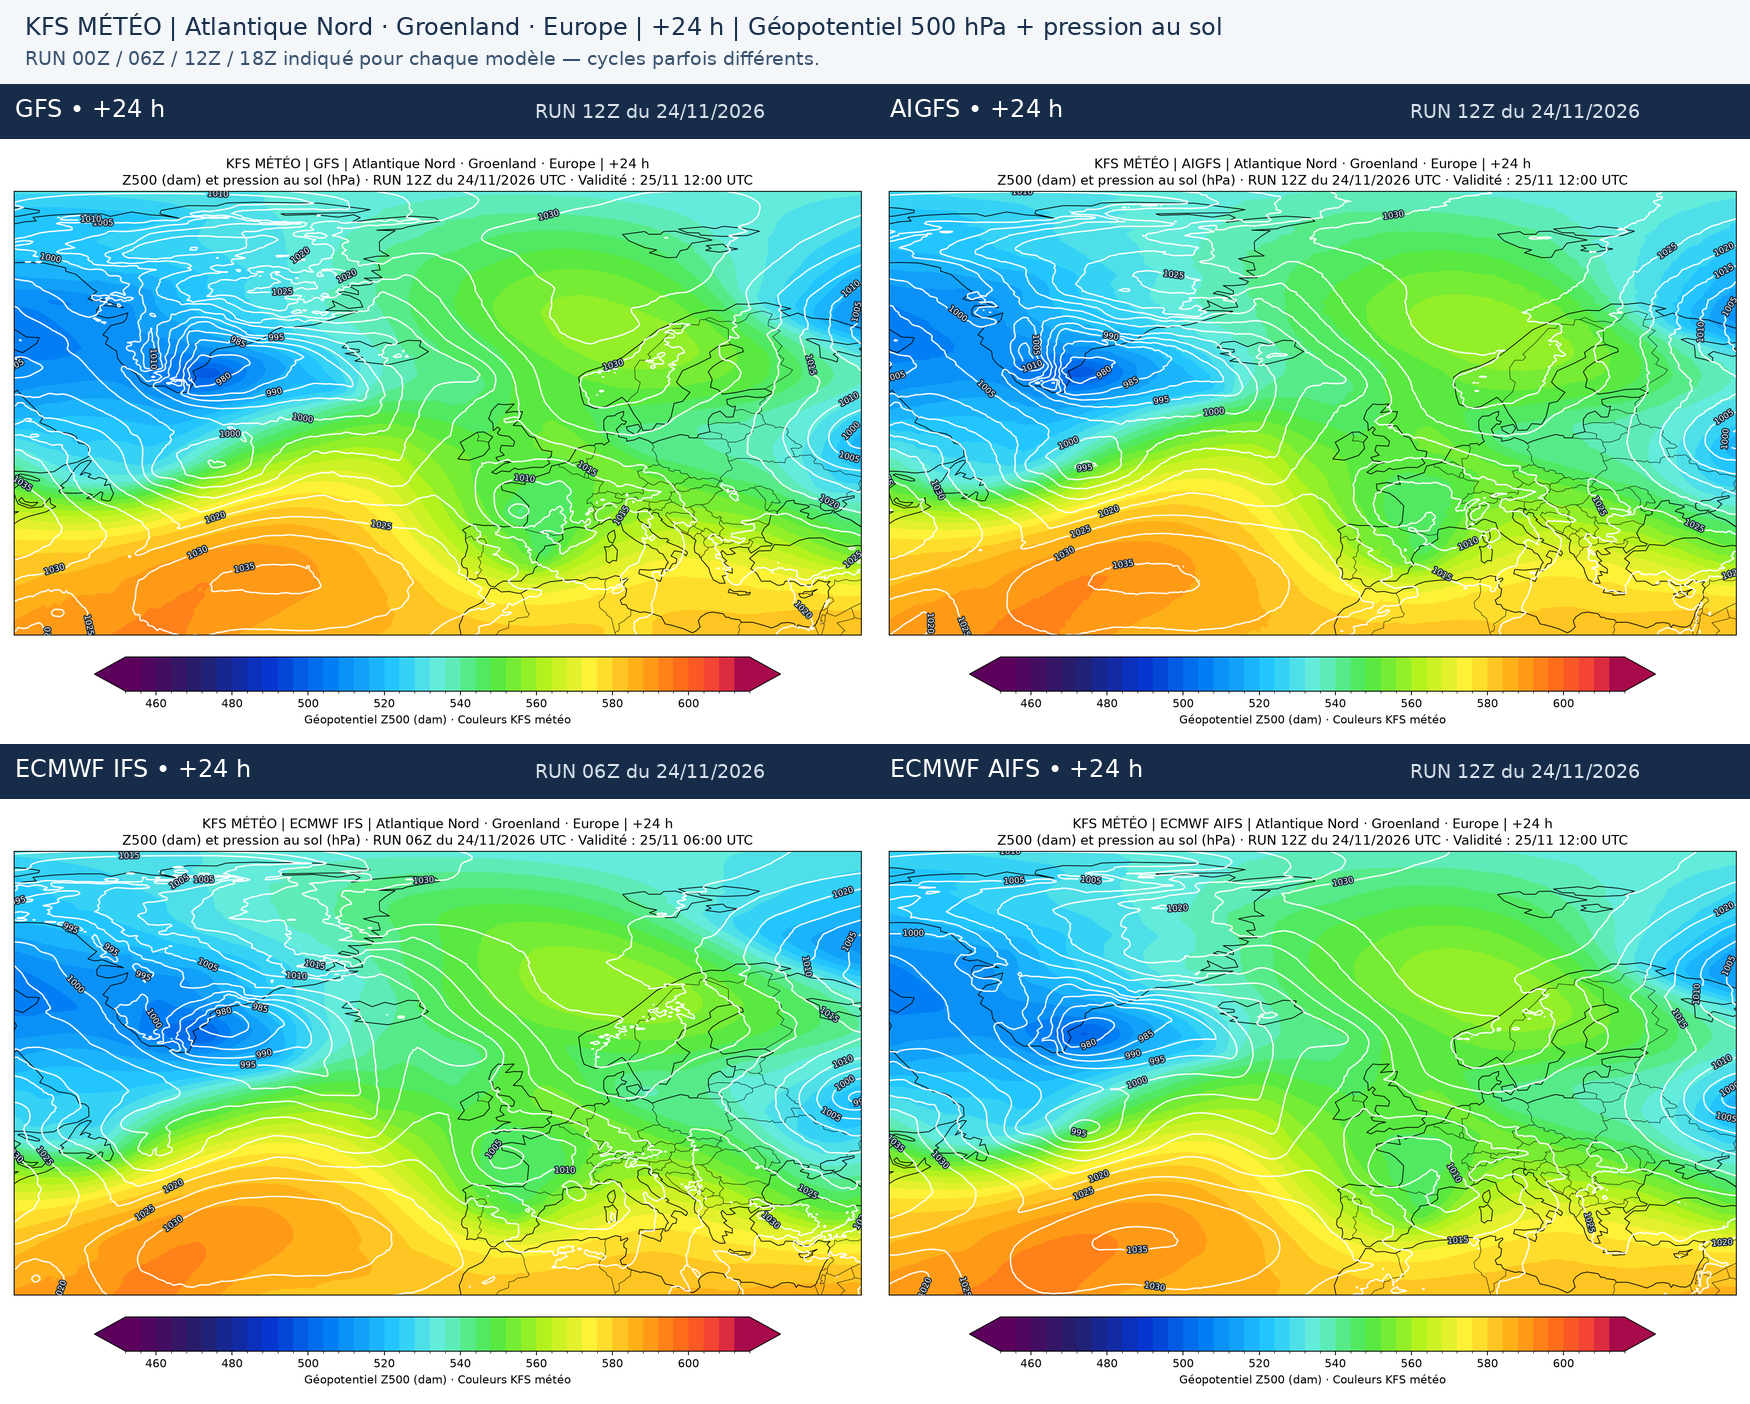 KFS MÉTÉO | Atlantique Nord · Groenland · Europe | +24 h | Géopotentiel 500 hPa + pression au sol
RUN 00Z / 06Z / 12Z / 18Z indiqué pour chaque modèle — cycles parfois différents.
GFS • +24 h RUN 12Z du 24/11/2026
AIGFS • +24 h RUN 12Z du 24/11/2026
KFS MÉTÉO | GFS | Atlantique Nord · Groenland · Europe | +24 h
Z500 (dam) et pression au sol (hPa) · RUN 12Z du 24/11/2026 UTC · Validité : 25/11 12:00 UTC
KFS MÉTÉO | AIGFS | Atlantique Nord · Groenland · Europe | +24 h
Z500 (dam) et pression au sol (hPa) · RUN 12Z du 24/11/2026 UTC · Validité : 25/11 12:00 UTC
460 480 500 520 540 560 580 600
Géopotentiel Z500 (dam) · Couleurs KFS météo
460 480 500 520 540 560 580 600
Géopotentiel Z500 (dam) · Couleurs KFS météo
ECMWF IFS • +24 h RUN 06Z du 24/11/2026
ECMWF AIFS • +24 h RUN 12Z du 24/11/2026
KFS MÉTÉO | ECMWF IFS | Atlantique Nord · Groenland · Europe | +24 h
Z500 (dam) et pression au sol (hPa) · RUN 06Z du 24/11/2026 UTC · Validité : 25/11 06:00 UTC
KFS MÉTÉO | ECMWF AIFS | Atlantique Nord · Groenland · Europe | +24 h
Z500 (dam) et pression au sol (hPa) · RUN 12Z du 24/11/2026 UTC · Validité : 25/11 12:00 UTC
460 480 500 520 540 560 580 600
Géopotentiel Z500 (dam) · Couleurs KFS météo
460 480 500 520 540 560 580 600
Géopotentiel Z500 (dam) · Couleurs KFS météo